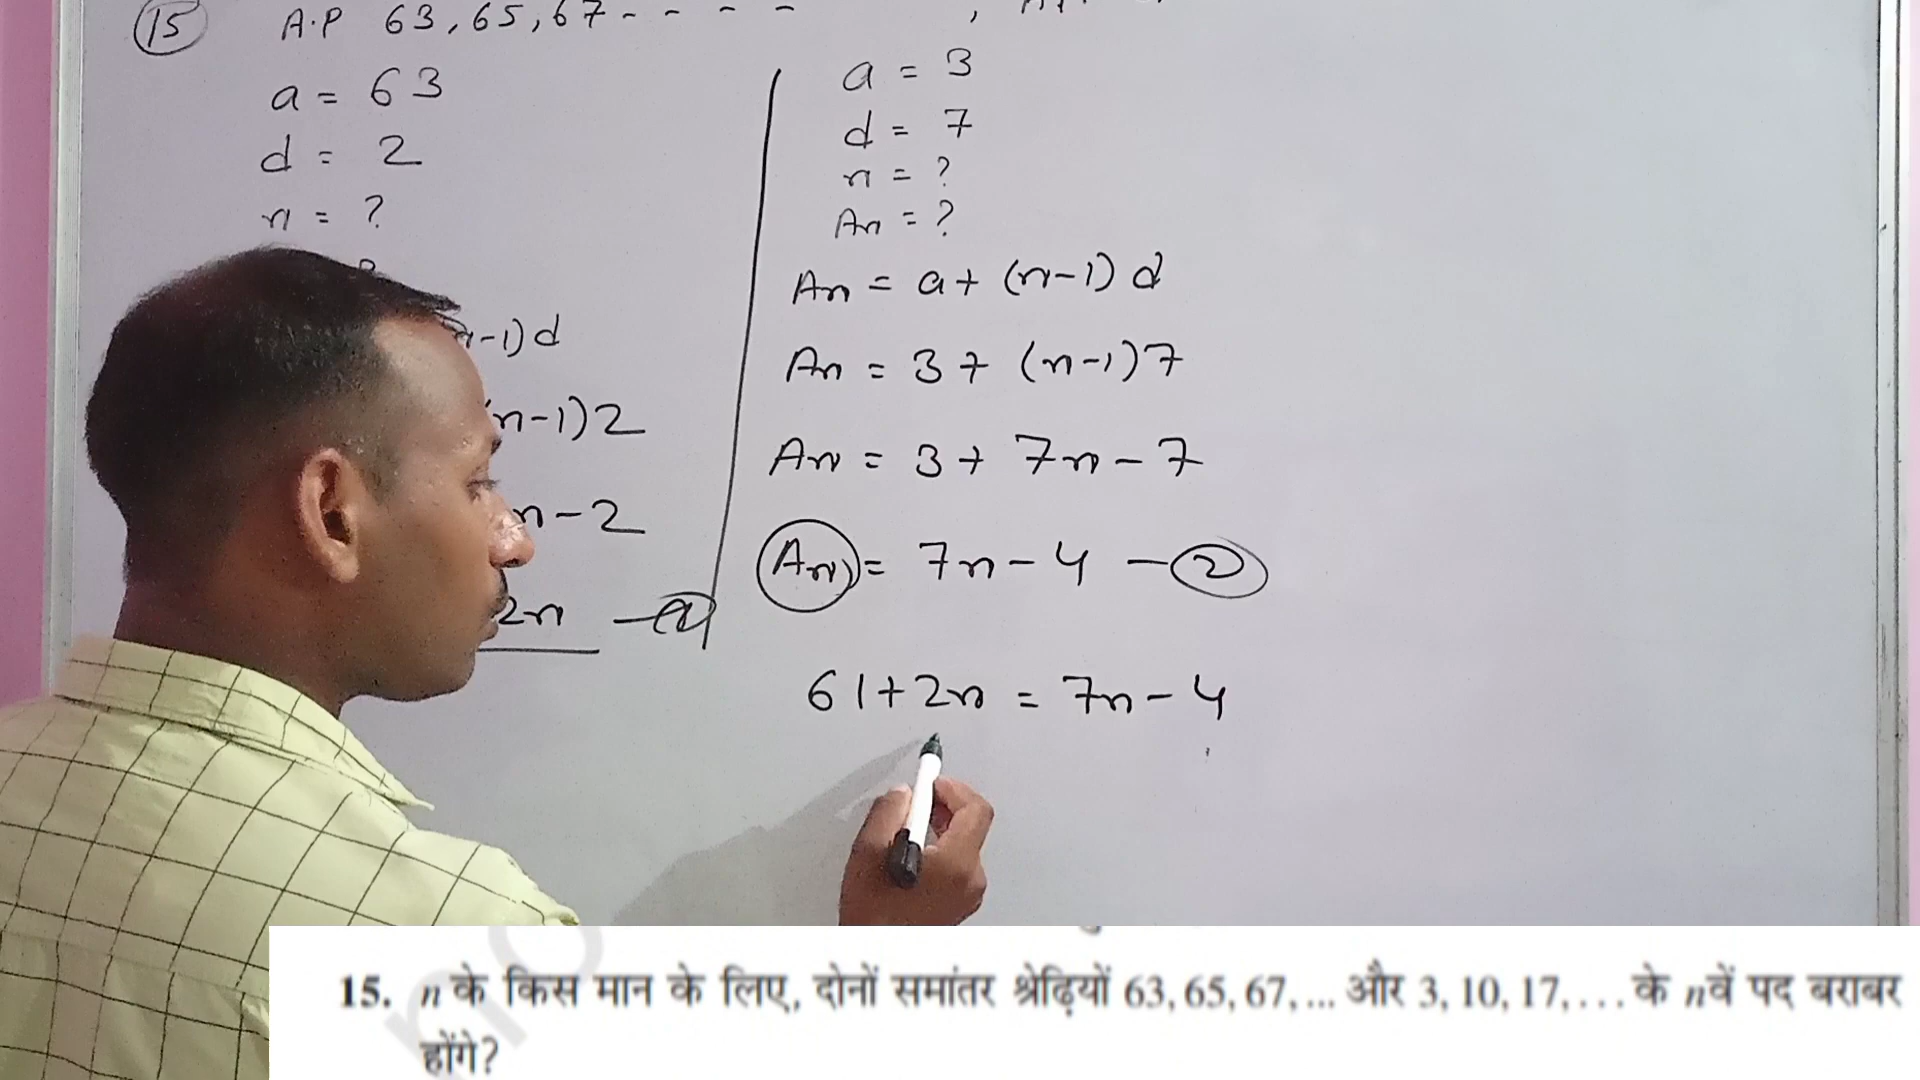 15 A.P 63, 65, 67 - - - - ,
a = 63
d = 2
n = ?
n-1)d
(n-1)2
n-2
2n
a = 3
d = 7
n = ?
An = ?
An = a + (n-1) d
An = 3 + (n-1)7
An = 3 + 7n - 7
An = 7n - 4 - 2
61 + 2n = 7n - 4
15. n के किस मान के लिए, दोनों समांतर श्रेढ़ियों 63, 65, 67, ... और 3, 10, 17, . . . के nवें पद बराबर
होंगे?